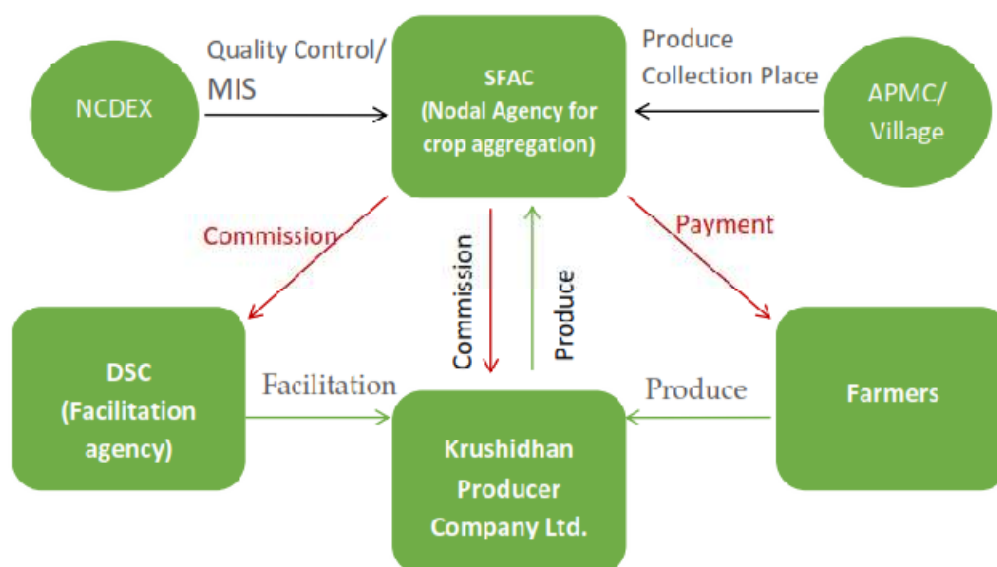 Quality Control/
MIS
NCDEX
SFAC
(Nodal Agency for
crop aggregation)
Produce
Collection Place
APMC/
Village
Commission
Commission
Produce
Payment
DSC
(Facilitation
agency)
Facilitation
Krushidhan
Producer
Company Ltd.
Produce
Farmers